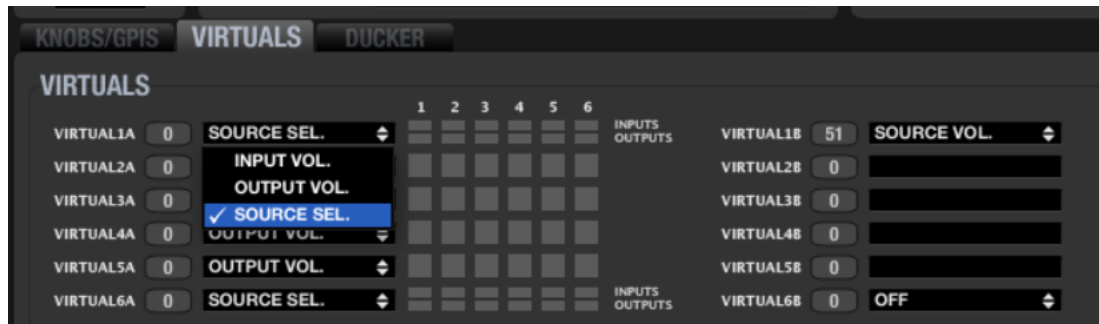 KNOBS/GPIS VIRTUALS DUCKER
VIRTUALS
1 2 3 4 5 6
VIRTUAL1A 0 SOURCE SEL. INPUTS VIRTUAL1B 51 SOURCE VOL.
OUTPUTS
VIRTUAL2A 0 INPUT VOL. VIRTUAL2B 0
OUTPUT VOL.
VIRTUAL3A 0 VIRTUAL3B 0
✓ SOURCE SEL.
VIRTUAL4A 0 OUTPUT VOL. VIRTUAL4B 0
VIRTUAL5A 0 OUTPUT VOL. VIRTUAL5B 0
VIRTUAL6A 0 SOURCE SEL. INPUTS VIRTUAL6B 0 OFF
OUTPUTS